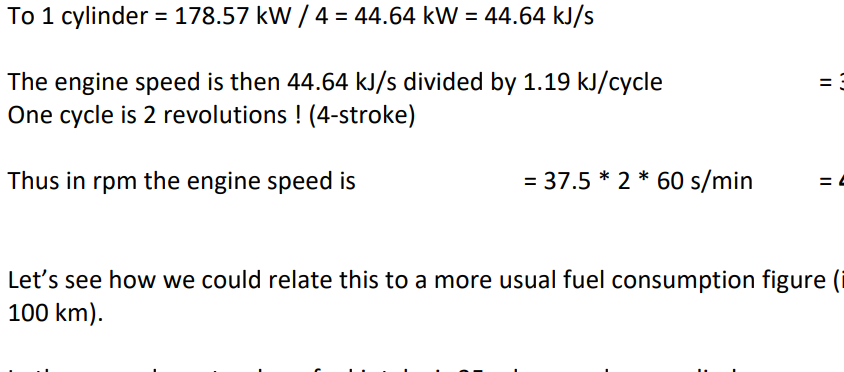 To 1 cylinder = 178.57 kW / 4 = 44.64 kW = 44.64 kJ/s
The engine speed is then 44.64 kJ/s divided by 1.19 kJ/cycle =
One cycle is 2 revolutions ! (4-stroke)
Thus in rpm the engine speed is = 37.5 * 2 * 60 s/min =
Let's see how we could relate this to a more usual fuel consumption figure (
100 km).